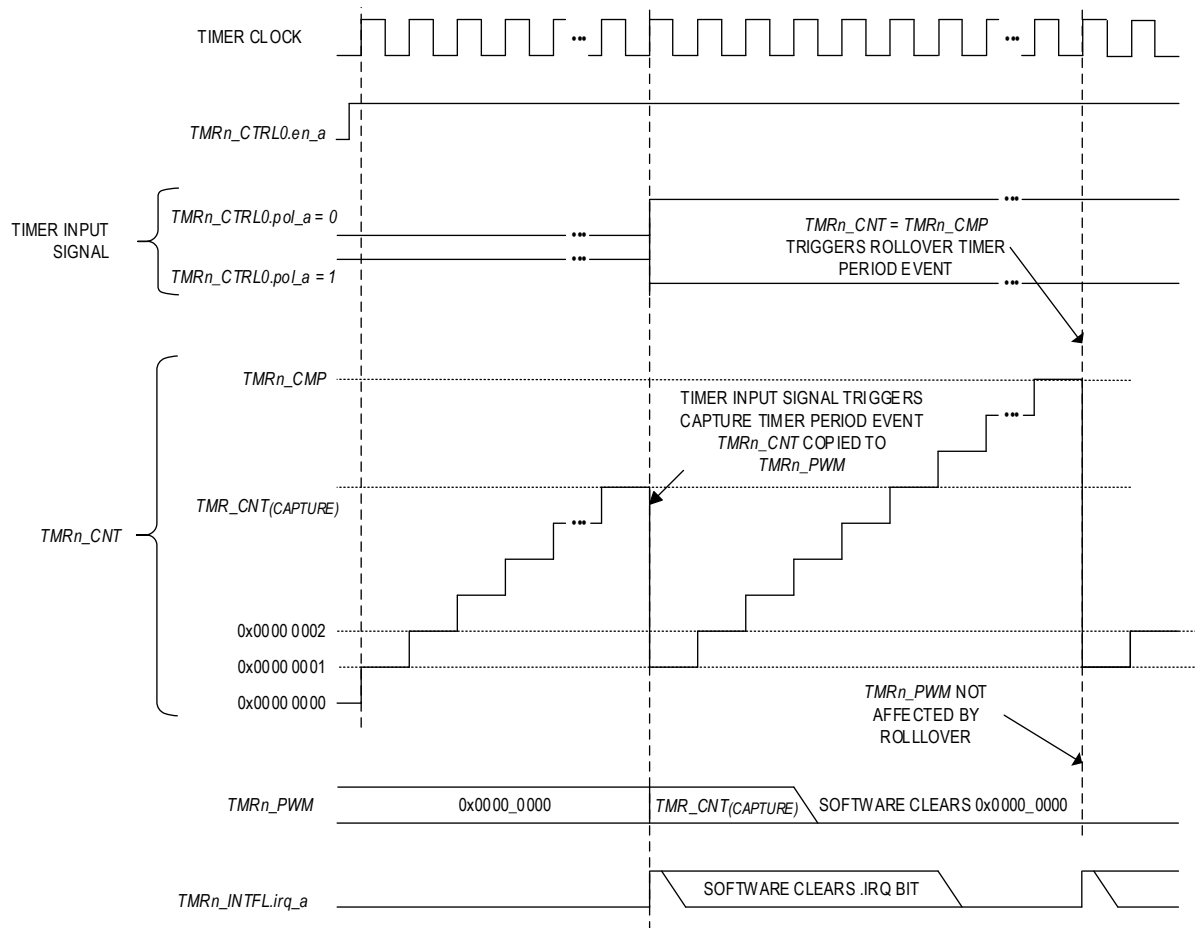 TIMER CLOCK
•••
•••
TMRn_CTRL0.en_a
TIMER INPUT
SIGNAL
TMRn_CTRL0.pol_a = 0
•••
•••
TMRn_CTRL0.pol_a = 1
•••
•••
TMRn_CNT = TMRn_CMP
TRIGGERS ROLLOVER TIMER
PERIOD EVENT
TMRn_CNT
TMRn_CMP
TIMER INPUT SIGNAL TRIGGERS
CAPTURE TIMER PERIOD EVENT
TMRn_CNT COPIED TO
TMRn_PWM
•••
TMR_CNT(CAPTURE)
•••
0x0000 0002
0x0000 0001
0x0000 0000
TMRn_PWM NOT
AFFECTED BY
ROLLLOVER
TMRn_PWM
0x0000_0000
TMR_CNT(CAPTURE)
SOFTWARE CLEARS 0x0000_0000
TMRn_INTFL.irq_a
SOFTWARE CLEARS .IRQ BIT